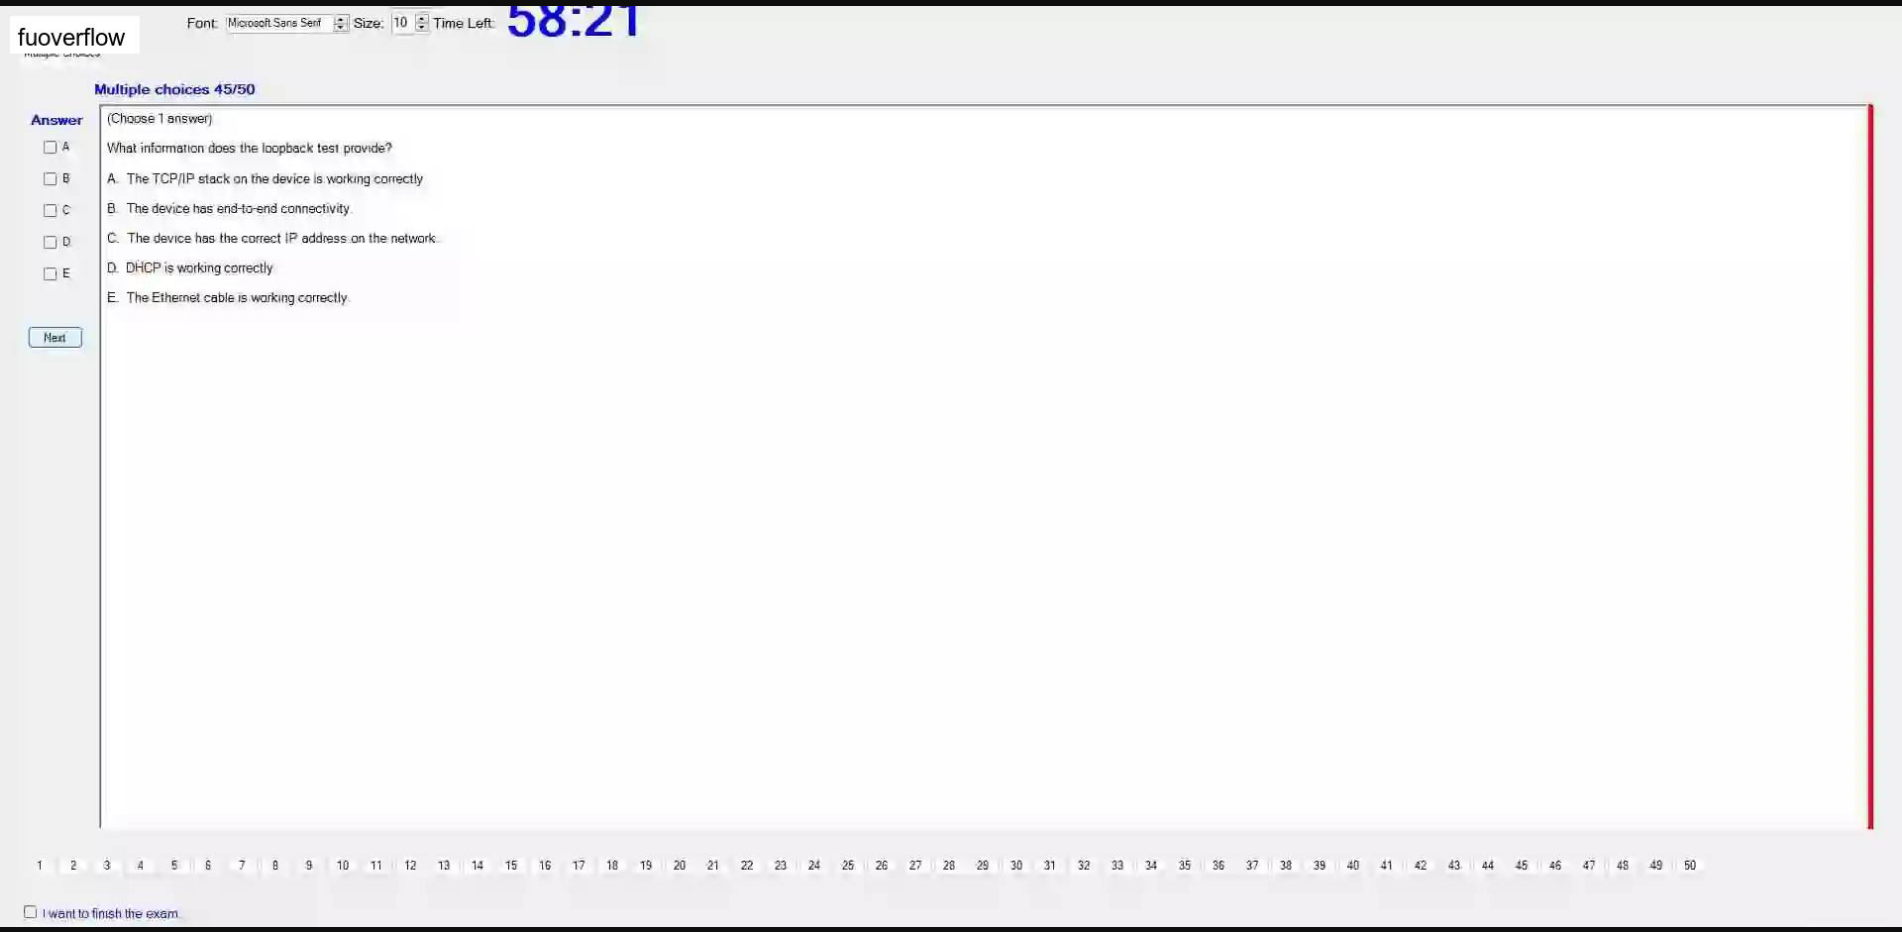 Font: Microsoft Sans Serif Size: 10 Time Left: 58:21
fuoverflow
Multiple choices
Multiple choices 45/50
Answer
(Choose 1 answer)
A
What information does the loopback test provide?
B
A. The TCP/IP stack on the device is working correctly
C
B. The device has end-to-end connectivity.
D
C. The device has the correct IP address on the network.
E
D. DHCP is working correctly
E. The Ethernet cable is working correctly.
Next
1 2 3 4 5 6 7 8 9 10 11 12 13 14 15 16 17 18 19 20 21 22 23 24 25 26 27 28 29 30 31 32 33 34 35 36 37 38 39 40 41 42 43 44 45 46 47 48 49 50
I want to finish the exam.